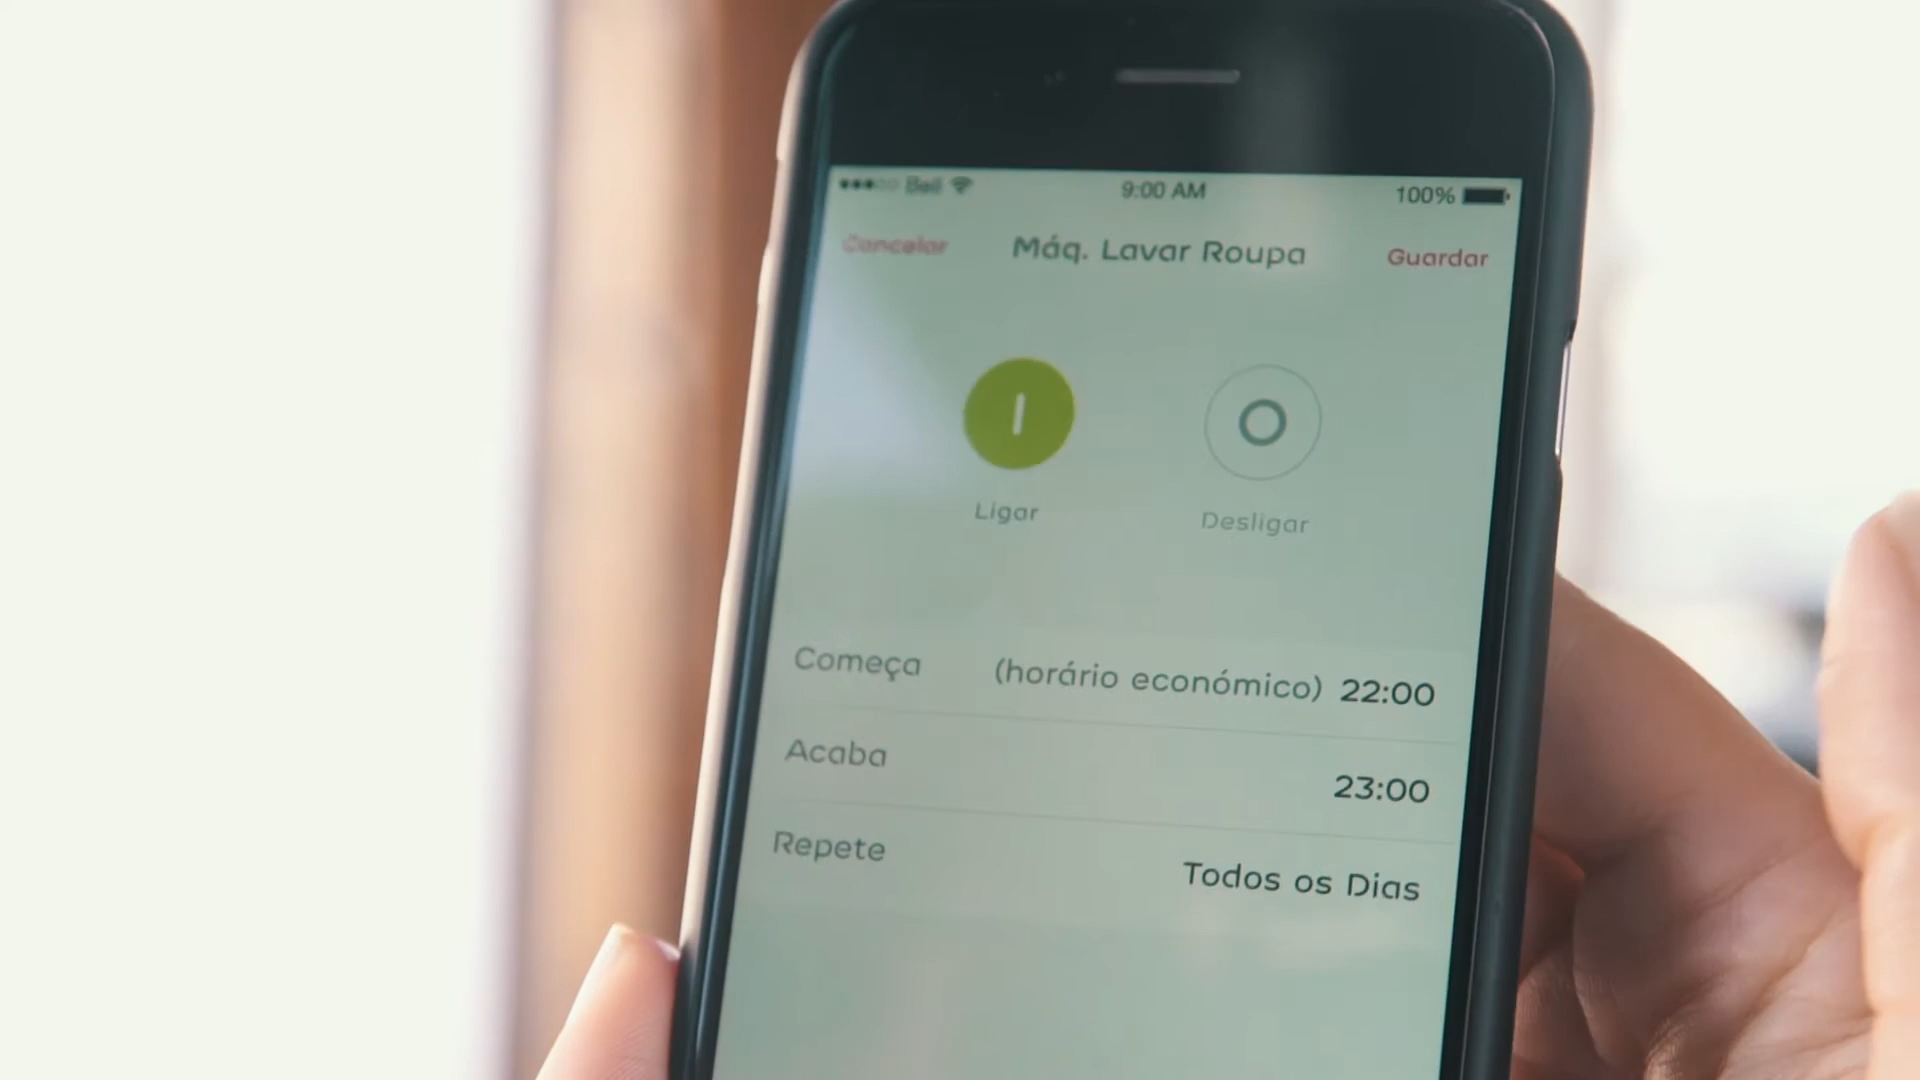 Bell 9:00 AM 100%
Cancelar Máq. Lavar Roupa Guardar
Ligar Desligar
Começa (horário económico) 22:00
Acaba 23:00
Repete Todos os Dias